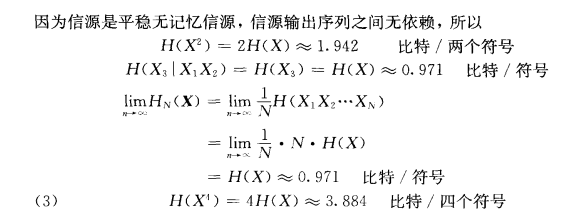 因为信源是平稳无记忆信源，信源输出序列之间无依赖，所以
H(X²) = 2H(X) ≈ 1.942 比特/两个符号
H(X₃|X₁X₂) = H(X₃) = H(X) ≈ 0.971 比特/符号
lim n→∞ H_N(X) = lim n→∞ 1/N H(X₁X₂⋯X_N)
= lim n→∞ 1/N · N · H(X)
= H(X) ≈ 0.971 比特/符号
(3) H(X⁴) = 4H(X) ≈ 3.884 比特/四个符号